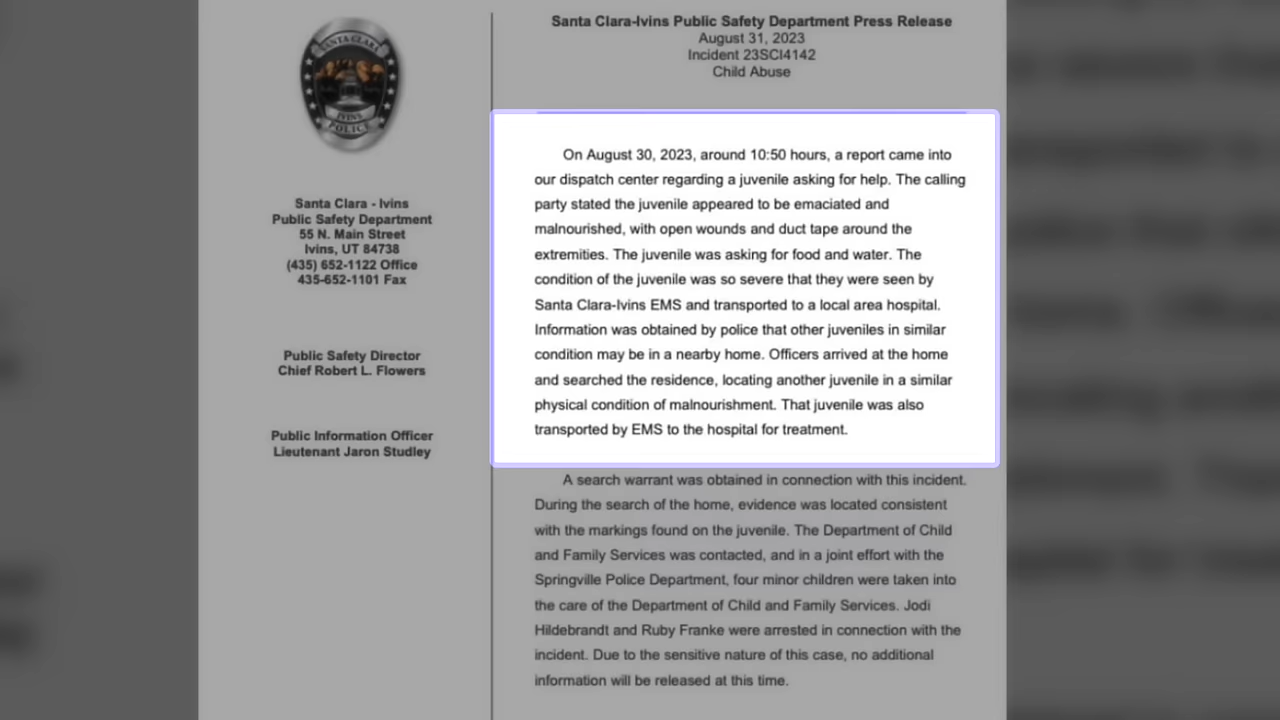 SANTA CLARA
IVINS
POLICE
Santa Clara - Ivins
Public Safety Department
55 N. Main Street
Ivins, UT 84738
(435) 652-1122 Office
435-652-1101 Fax
Public Safety Director
Chief Robert L. Flowers
Public Information Officer
Lieutenant Jaron Studley
Santa Clara-Ivins Public Safety Department Press Release
August 31, 2023
Incident 23SCI4142
Child Abuse
On August 30, 2023, around 10:50 hours, a report came into
our dispatch center regarding a juvenile asking for help. The calling
party stated the juvenile appeared to be emaciated and
malnourished, with open wounds and duct tape around the
extremities. The juvenile was asking for food and water. The
condition of the juvenile was so severe that they were seen by
Santa Clara-Ivins EMS and transported to a local area hospital.
Information was obtained by police that other juveniles in similar
condition may be in a nearby home. Officers arrived at the home
and searched the residence, locating another juvenile in a similar
physical condition of malnourishment. That juvenile was also
transported by EMS to the hospital for treatment.
A search warrant was obtained in connection with this incident.
During the search of the home, evidence was located consistent
with the markings found on the juvenile. The Department of Child
and Family Services was contacted, and in a joint effort with the
Springville Police Department, four minor children were taken into
the care of the Department of Child and Family Services. Jodi
Hildebrandt and Ruby Franke were arrested in connection with the
incident. Due to the sensitive nature of this case, no additional
information will be released at this time.